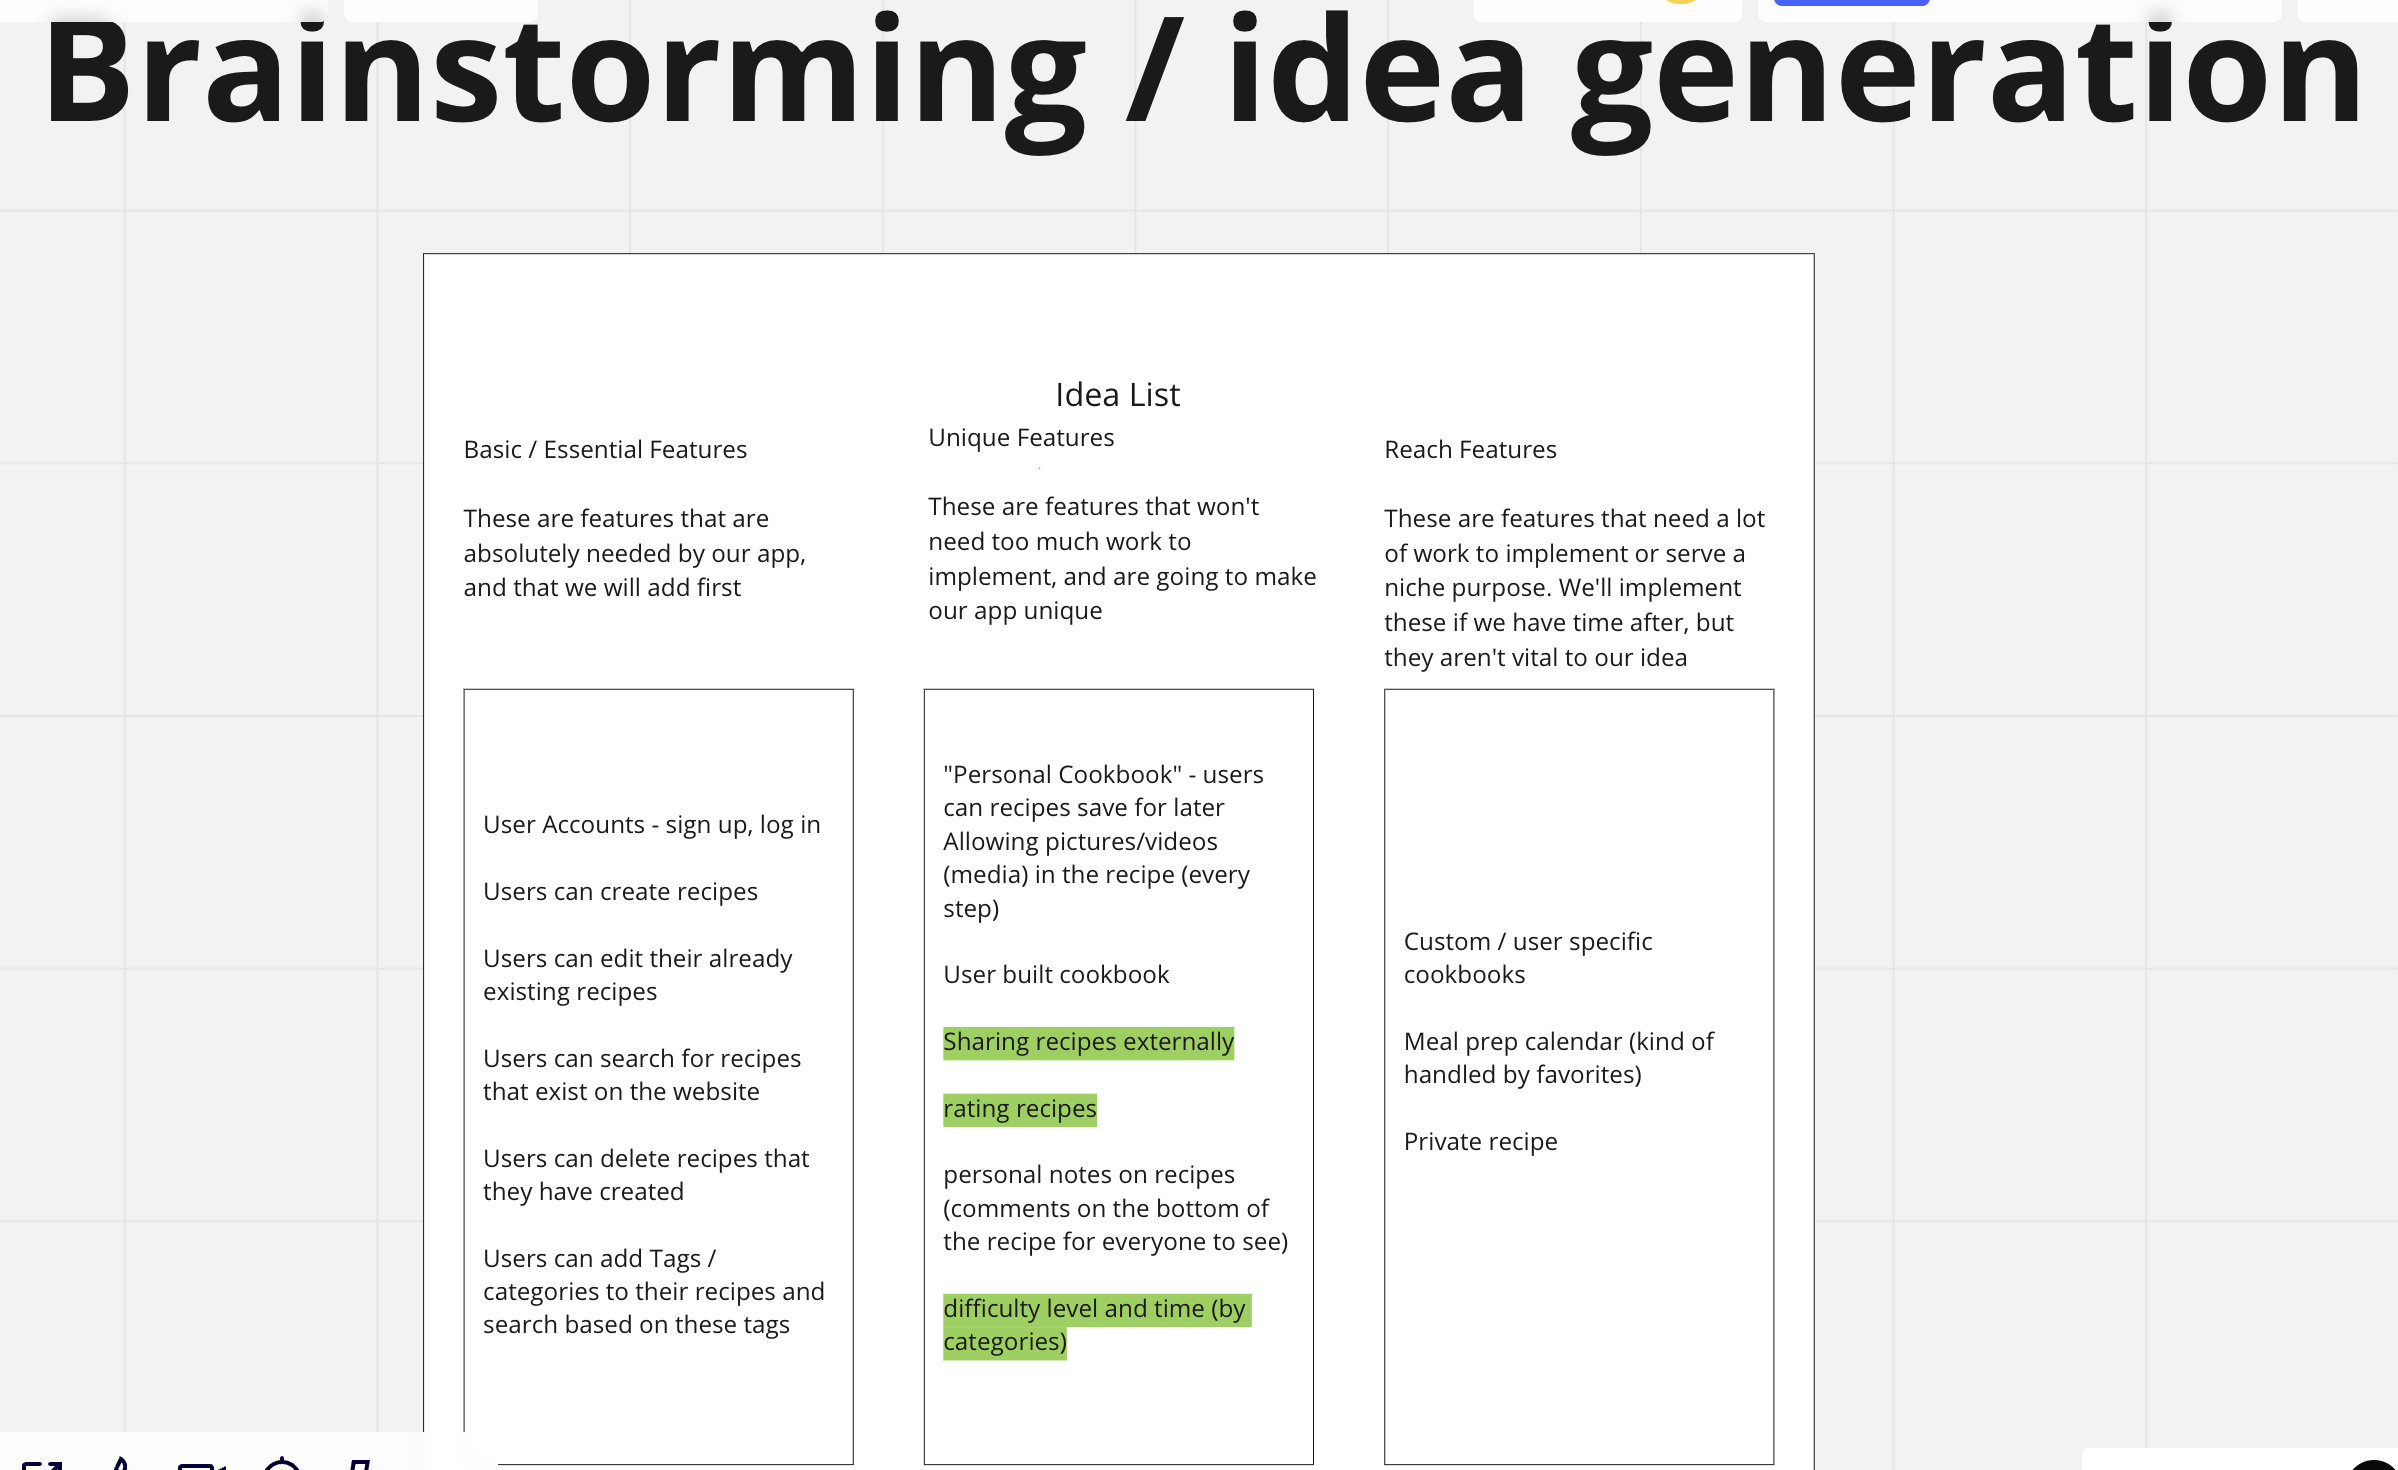 Brainstorming / idea generation
Idea List
Basic / Essential Features
These are features that are
absolutely needed by our app,
and that we will add first
User Accounts - sign up, log in
Users can create recipes
Users can edit their already
existing recipes
Users can search for recipes
that exist on the website
Users can delete recipes that
they have created
Users can add Tags /
categories to their recipes and
search based on these tags
Unique Features
These are features that won't
need too much work to
implement, and are going to make
our app unique
"Personal Cookbook" - users
can recipes save for later
Allowing pictures/videos
(media) in the recipe (every
step)
User built cookbook
Sharing recipes externally
rating recipes
personal notes on recipes
(comments on the bottom of
the recipe for everyone to see)
difficulty level and time (by
categories)
Reach Features
These are features that need a lot
of work to implement or serve a
niche purpose. We'll implement
these if we have time after, but
they aren't vital to our idea
Custom / user specific
cookbooks
Meal prep calendar (kind of
handled by favorites)
Private recipe